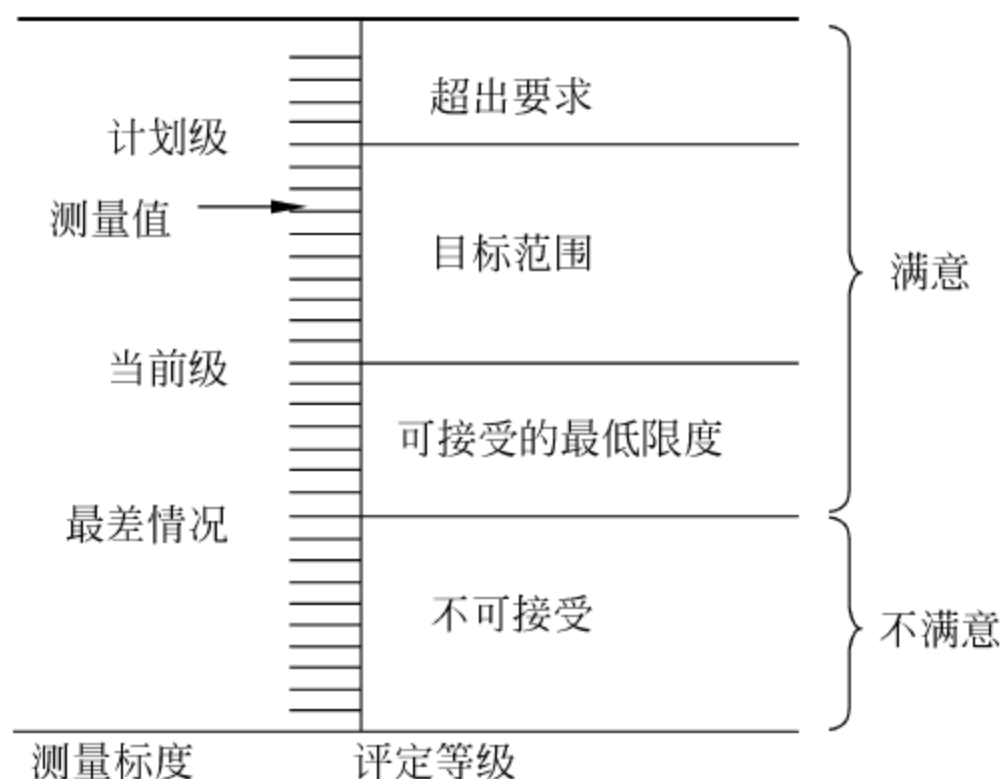 超出要求
计划级
测量值
目标范围
满意
当前级
可接受的最低限度
最差情况
不可接受
不满意
测量标度 评定等级